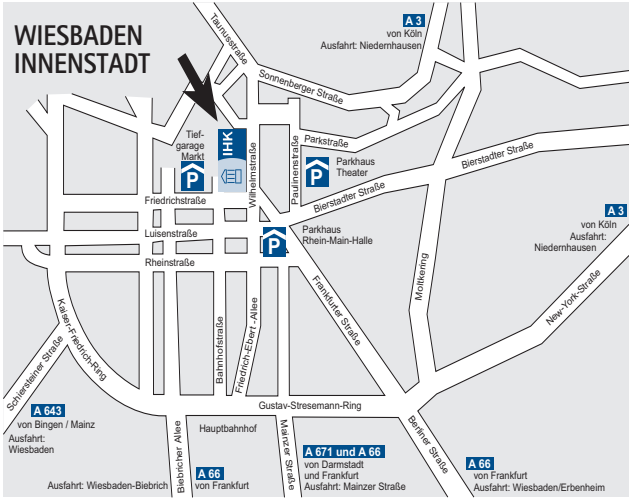 WIESBADEN
INNENSTADT
Taunusstraße
A 3
von Köln
Ausfahrt: Niedernhausen
Sonnenberger Straße
Tief-
garage
Markt
P
IHK
Wilhelmstraße
Paulinenstraße
Parkstraße
P
Parkhaus
Theater
Bierstadter Straße
Bierstadter Straße
Friedrichstraße
Luisenstraße
Rheinstraße
P
Parkhaus
Rhein-Main-Halle
A 3
von Köln
Ausfahrt:
Niedernhausen
Kaiser-Friedrich-Ring
Bahnhofstraße
Friedrich-Ebert-Allee
Frankfurter Straße
Moltkering
New-York-Straße
Schiersteiner Straße
A 643
von Bingen / Mainz
Ausfahrt:
Wiesbaden
Gustav-Stresemann-Ring
Hauptbahnhof
Biebricher Allee
Mainzer Straße
Berliner Straße
A 66
von Frankfurt
Ausfahrt: Wiesbaden-Biebrich
A 671 und A 66
von Darmstadt
und Frankfurt
Ausfahrt: Mainzer Straße
A 66
von Frankfurt
Ausfahrt: Wiesbaden/Erbenheim